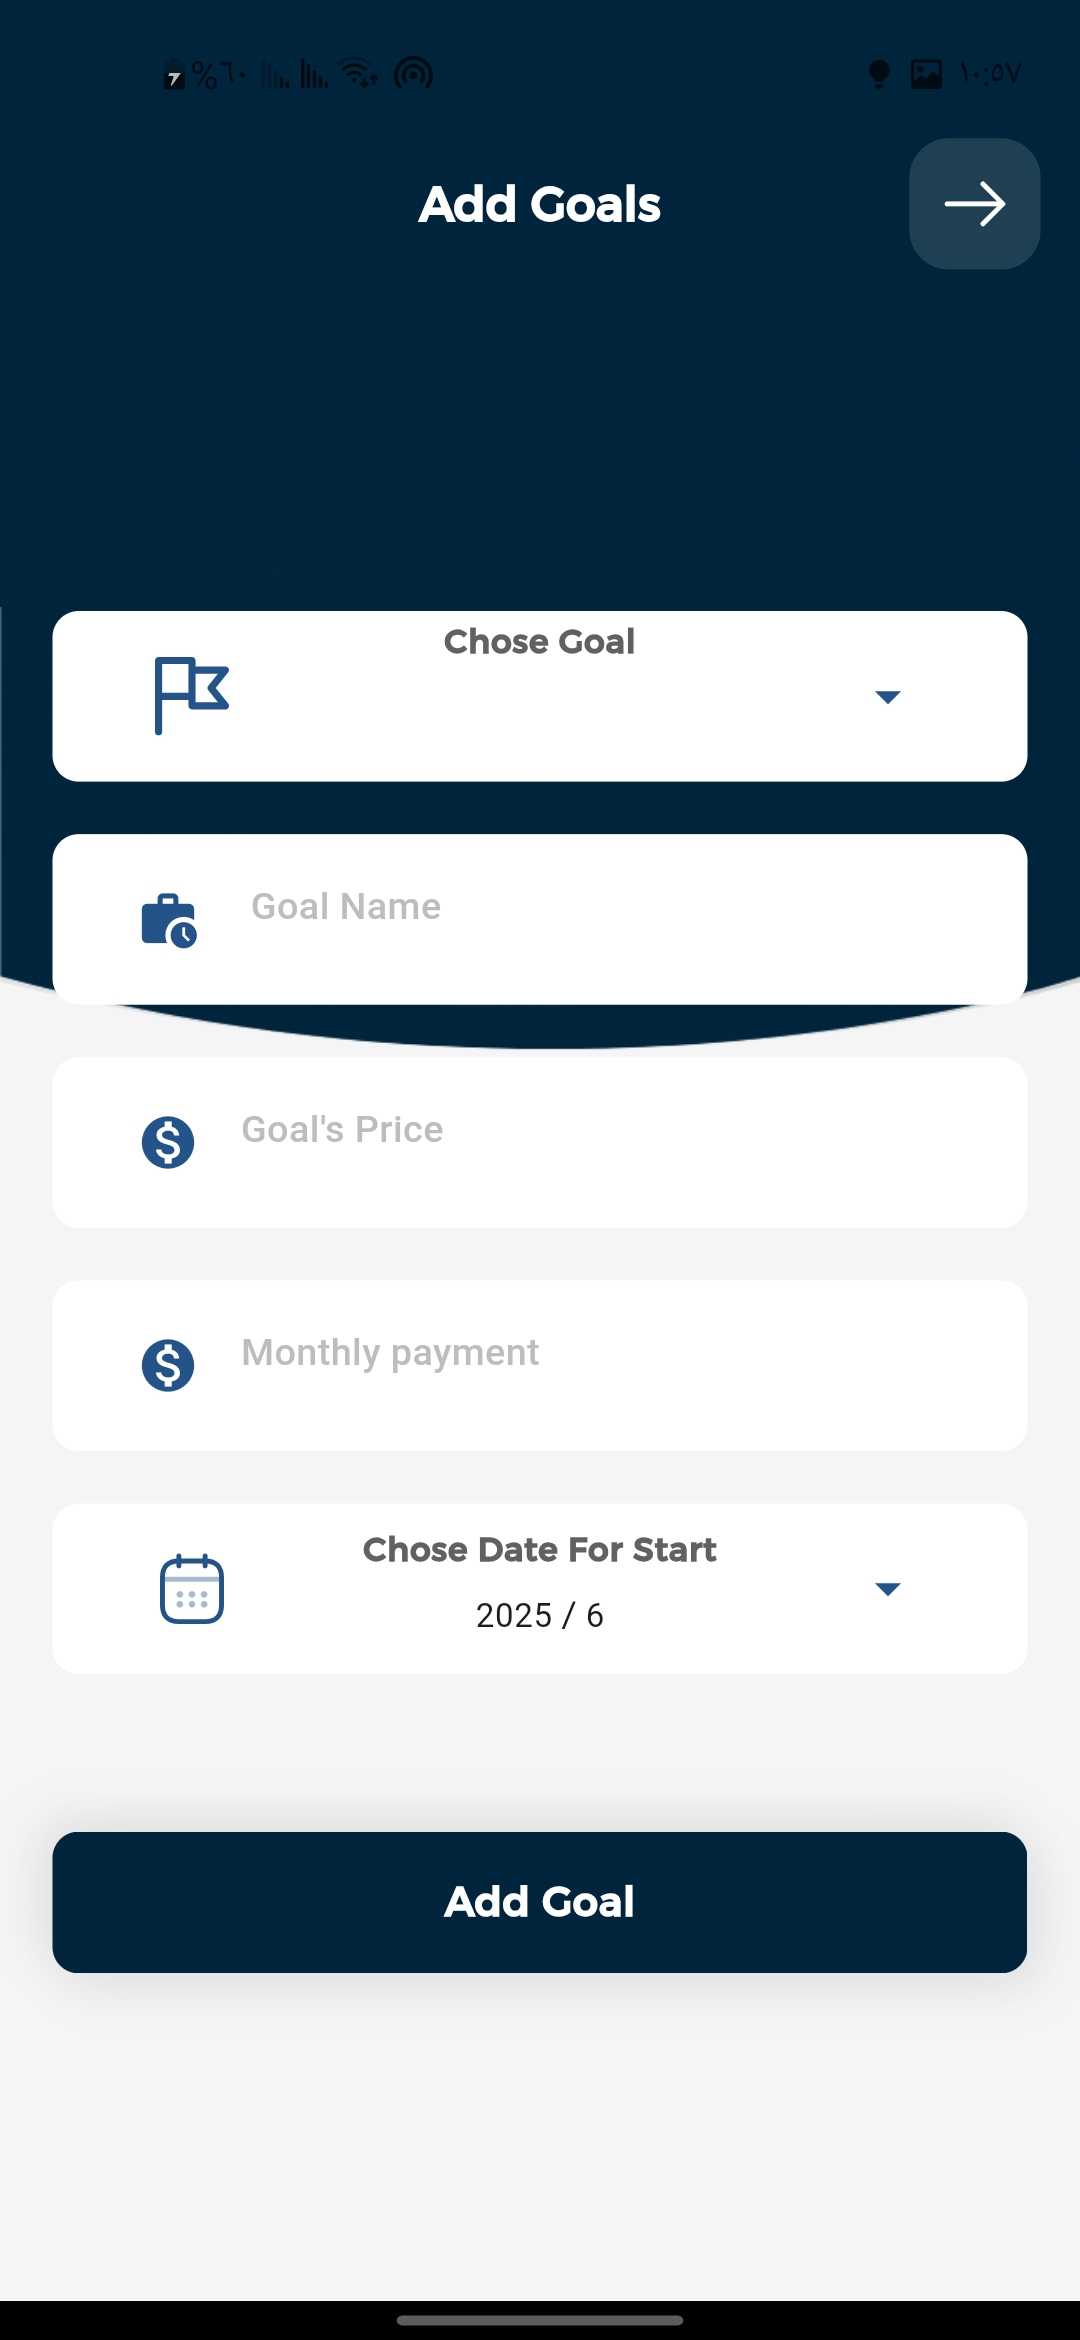 %٦٠ ١٠:٥٧
Add Goals
Chose Goal
Goal Name
Goal's Price
Monthly payment
Chose Date For Start
2025 / 6
Add Goal